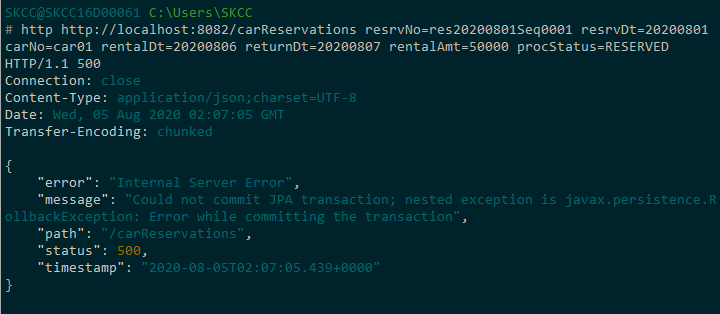 SKCC@SKCC16D00061 C:\Users\SKCC
# http http://localhost:8082/carReservations resrvNo=res20200801Seq0001 resrvDt=20200801
carNo=car01 rentalDt=20200806 returnDt=20200807 rentalAmt=50000 procStatus=RESERVED
HTTP/1.1 500
Connection: close
Content-Type: application/json;charset=UTF-8
Date: Wed, 05 Aug 2020 02:07:05 GMT
Transfer-Encoding: chunked
{
"error": "Internal Server Error",
"message": "Could not commit JPA transaction; nested exception is javax.persistence.R
ollbackException: Error while committing the transaction",
"path": "/carReservations",
"status": 500,
"timestamp": "2020-08-05T02:07:05.439+0000"
}